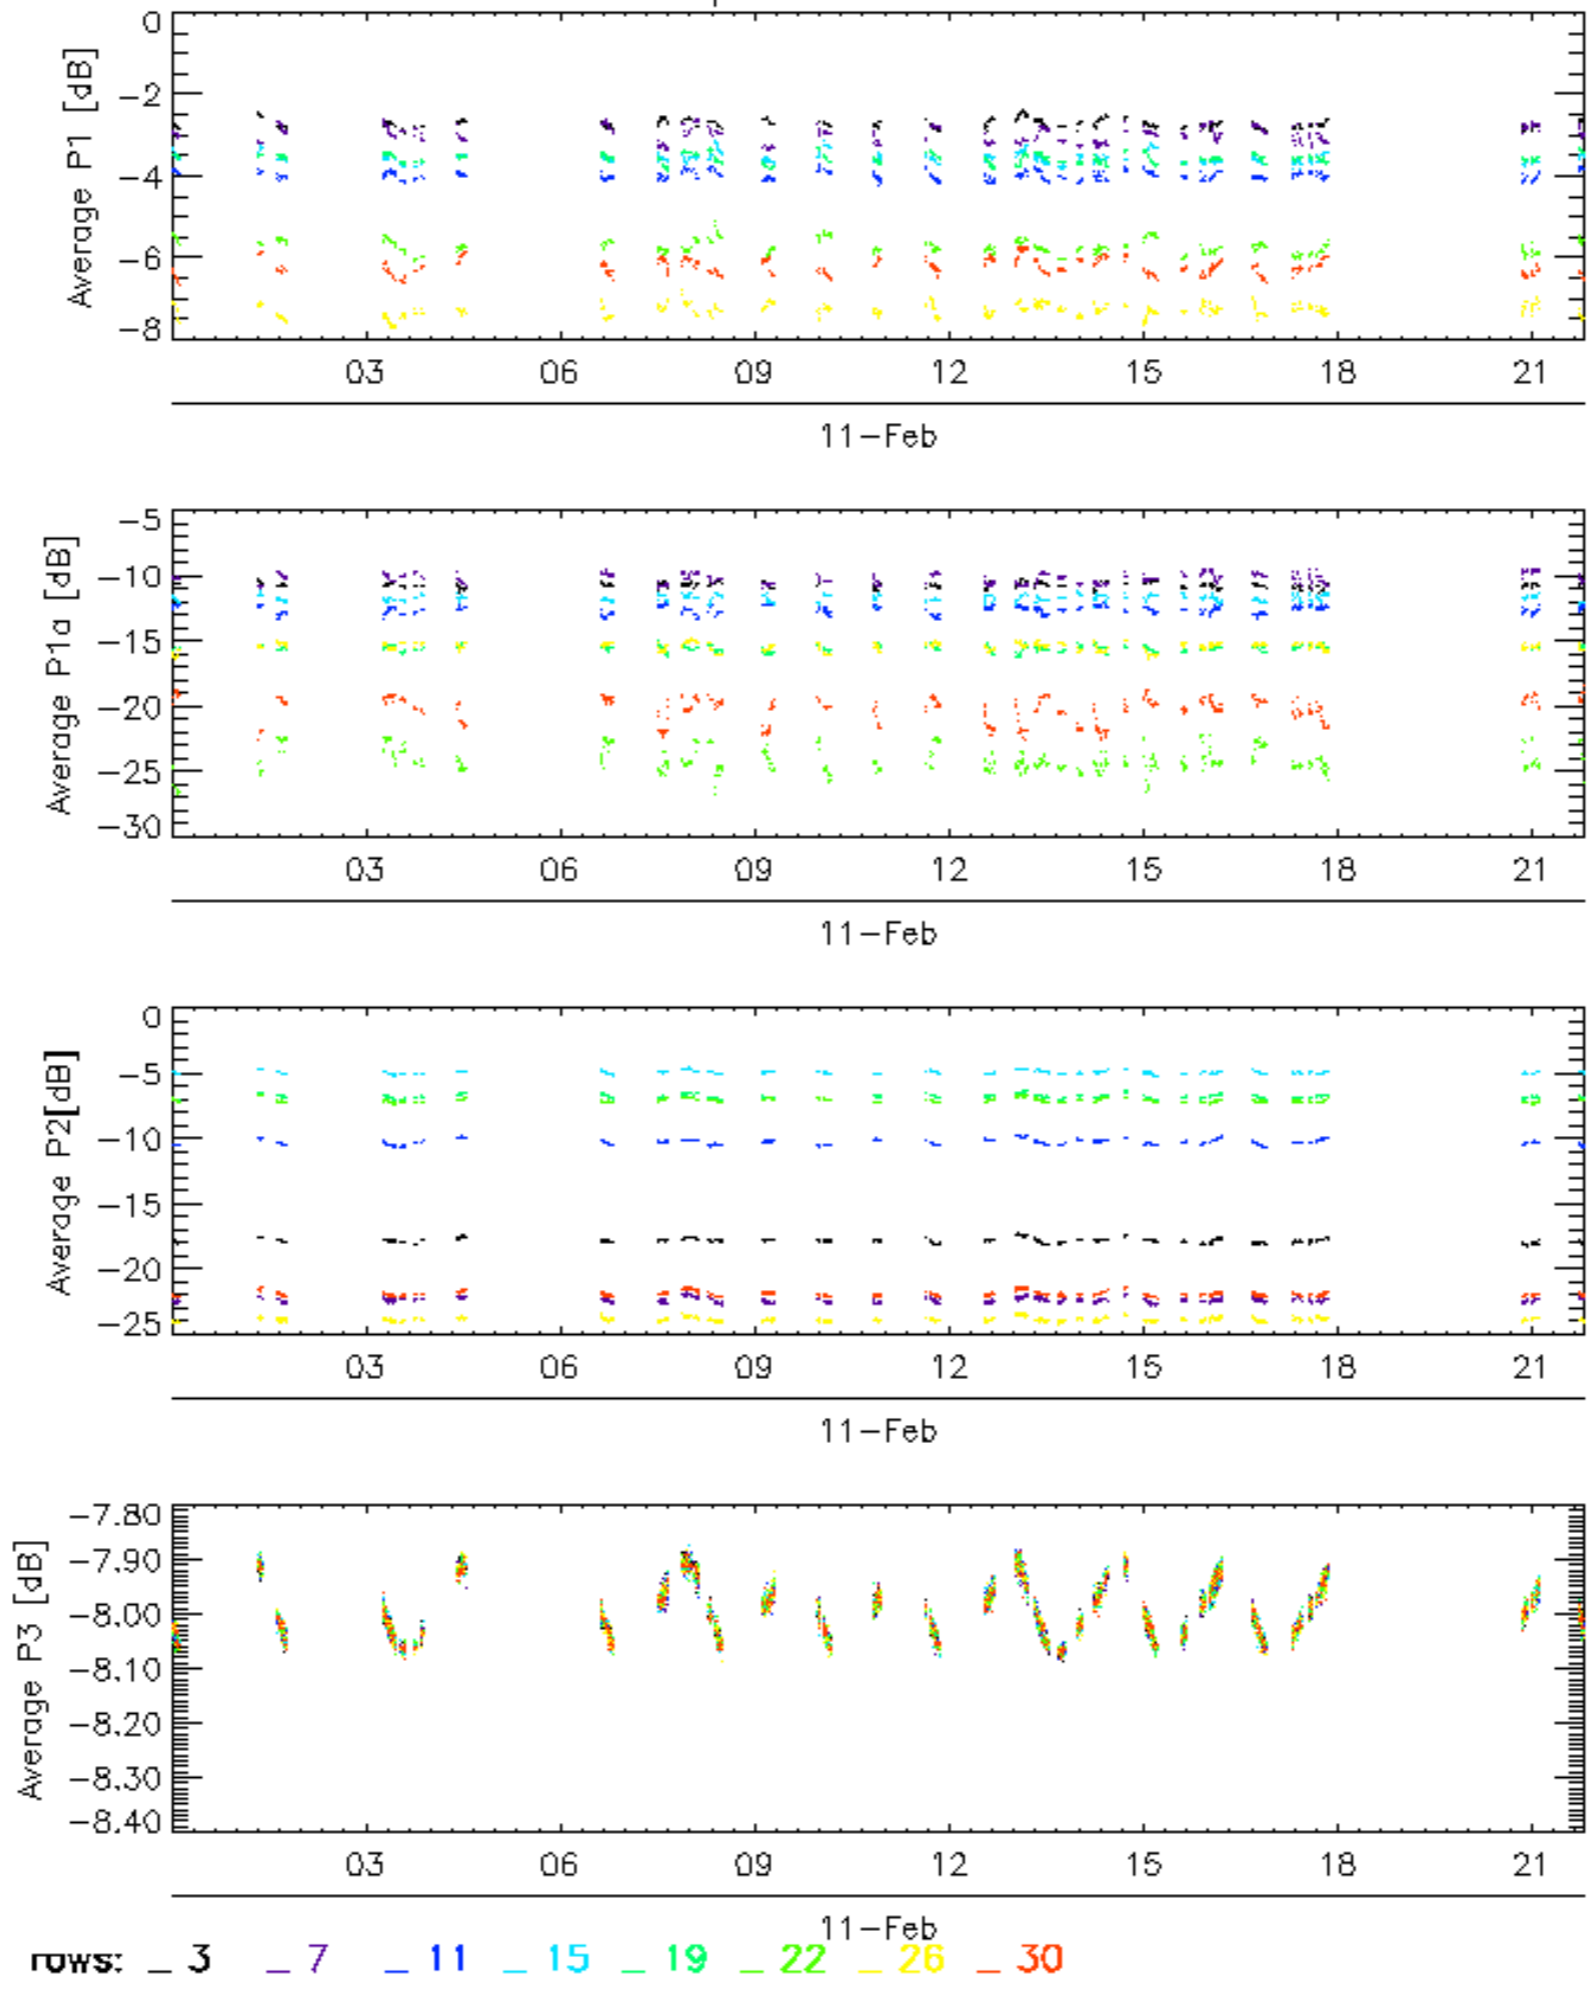 0
-2
-4
-6
-8
Average P1 [dB]
03 06 09 12 15 18 21
11-Feb
-5
-10
-15
-20
-25
-30
Average P1a [dB]
03 06 09 12 15 18 21
11-Feb
0
-5
-10
-15
-20
-25
Average P2[dB]
03 06 09 12 15 18 21
11-Feb
-7.80
-7.90
-8.00
-8.10
-8.20
-8.30
-8.40
Average P3 [dB]
03 06 09 12 15 18 21
11-Feb
rows: _ 3 _ 7 _ 11 _ 15 _ 19 _ 22 _ 26 _ 30